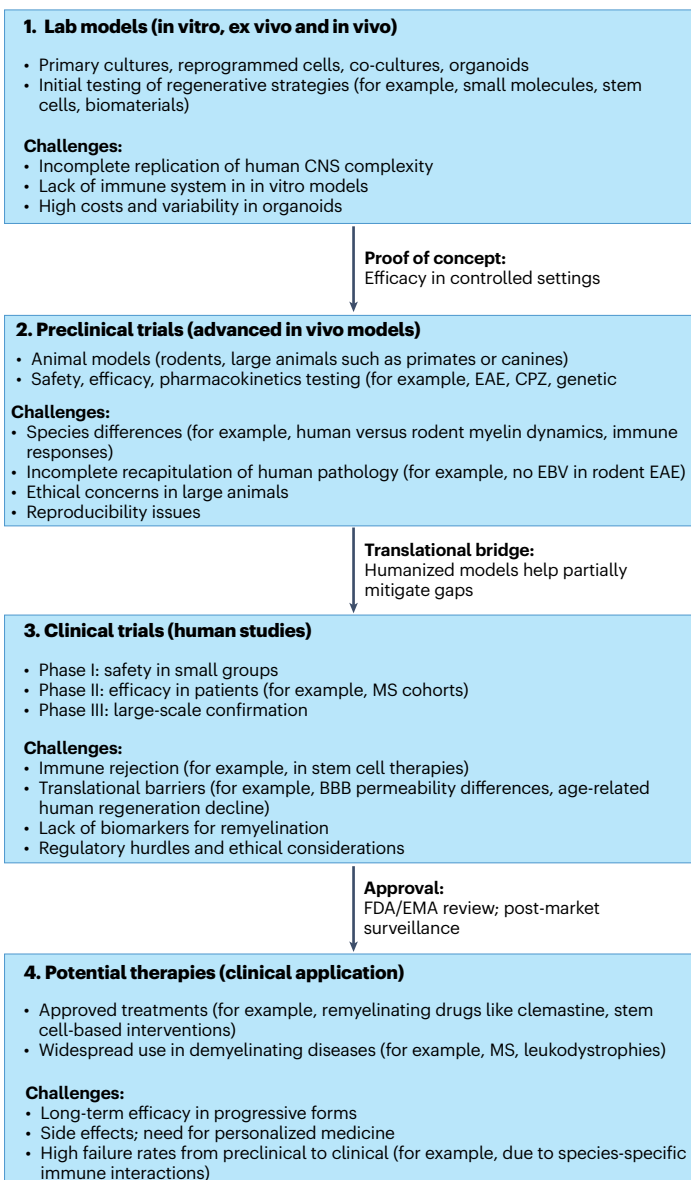 1. Lab models (in vitro, ex vivo and in vivo)
• Primary cultures, reprogrammed cells, co-cultures, organoids
• Initial testing of regenerative strategies (for example, small molecules, stem
cells, biomaterials)
Challenges:
• Incomplete replication of human CNS complexity
• Lack of immune system in in vitro models
• High costs and variability in organoids
Proof of concept:
Efficacy in controlled settings
2. Preclinical trials (advanced in vivo models)
• Animal models (rodents, large animals such as primates or canines)
• Safety, efficacy, pharmacokinetics testing (for example, EAE, CPZ, genetic
Challenges:
• Species differences (for example, human versus rodent myelin dynamics, immune
responses)
• Incomplete recapitulation of human pathology (for example, no EBV in rodent EAE)
• Ethical concerns in large animals
• Reproducibility issues
Translational bridge:
Humanized models help partially
mitigate gaps
3. Clinical trials (human studies)
• Phase I: safety in small groups
• Phase II: efficacy in patients (for example, MS cohorts)
• Phase III: large-scale confirmation
Challenges:
• Immune rejection (for example, in stem cell therapies)
• Translational barriers (for example, BBB permeability differences, age-related
human regeneration decline)
• Lack of biomarkers for remyelination
• Regulatory hurdles and ethical considerations
Approval:
FDA/EMA review; post-market
surveillance
4. Potential therapies (clinical application)
• Approved treatments (for example, remyelinating drugs like clemastine, stem
cell-based interventions)
• Widespread use in demyelinating diseases (for example, MS, leukodystrophies)
Challenges:
• Long-term efficacy in progressive forms
• Side effects; need for personalized medicine
• High failure rates from preclinical to clinical (for example, due to species-specific
immune interactions)